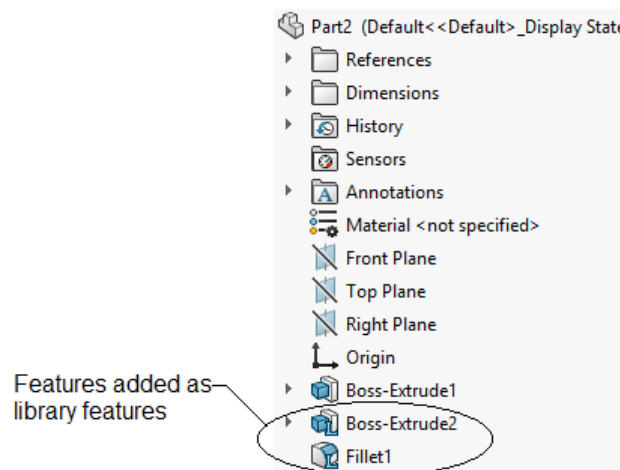 Part2 (Default<<Default>_Display State
References
Dimensions
History
Sensors
Annotations
Material <not specified>
Front Plane
Top Plane
Right Plane
Origin
Boss-Extrude1
Features added as
library features
Boss-Extrude2
Fillet1